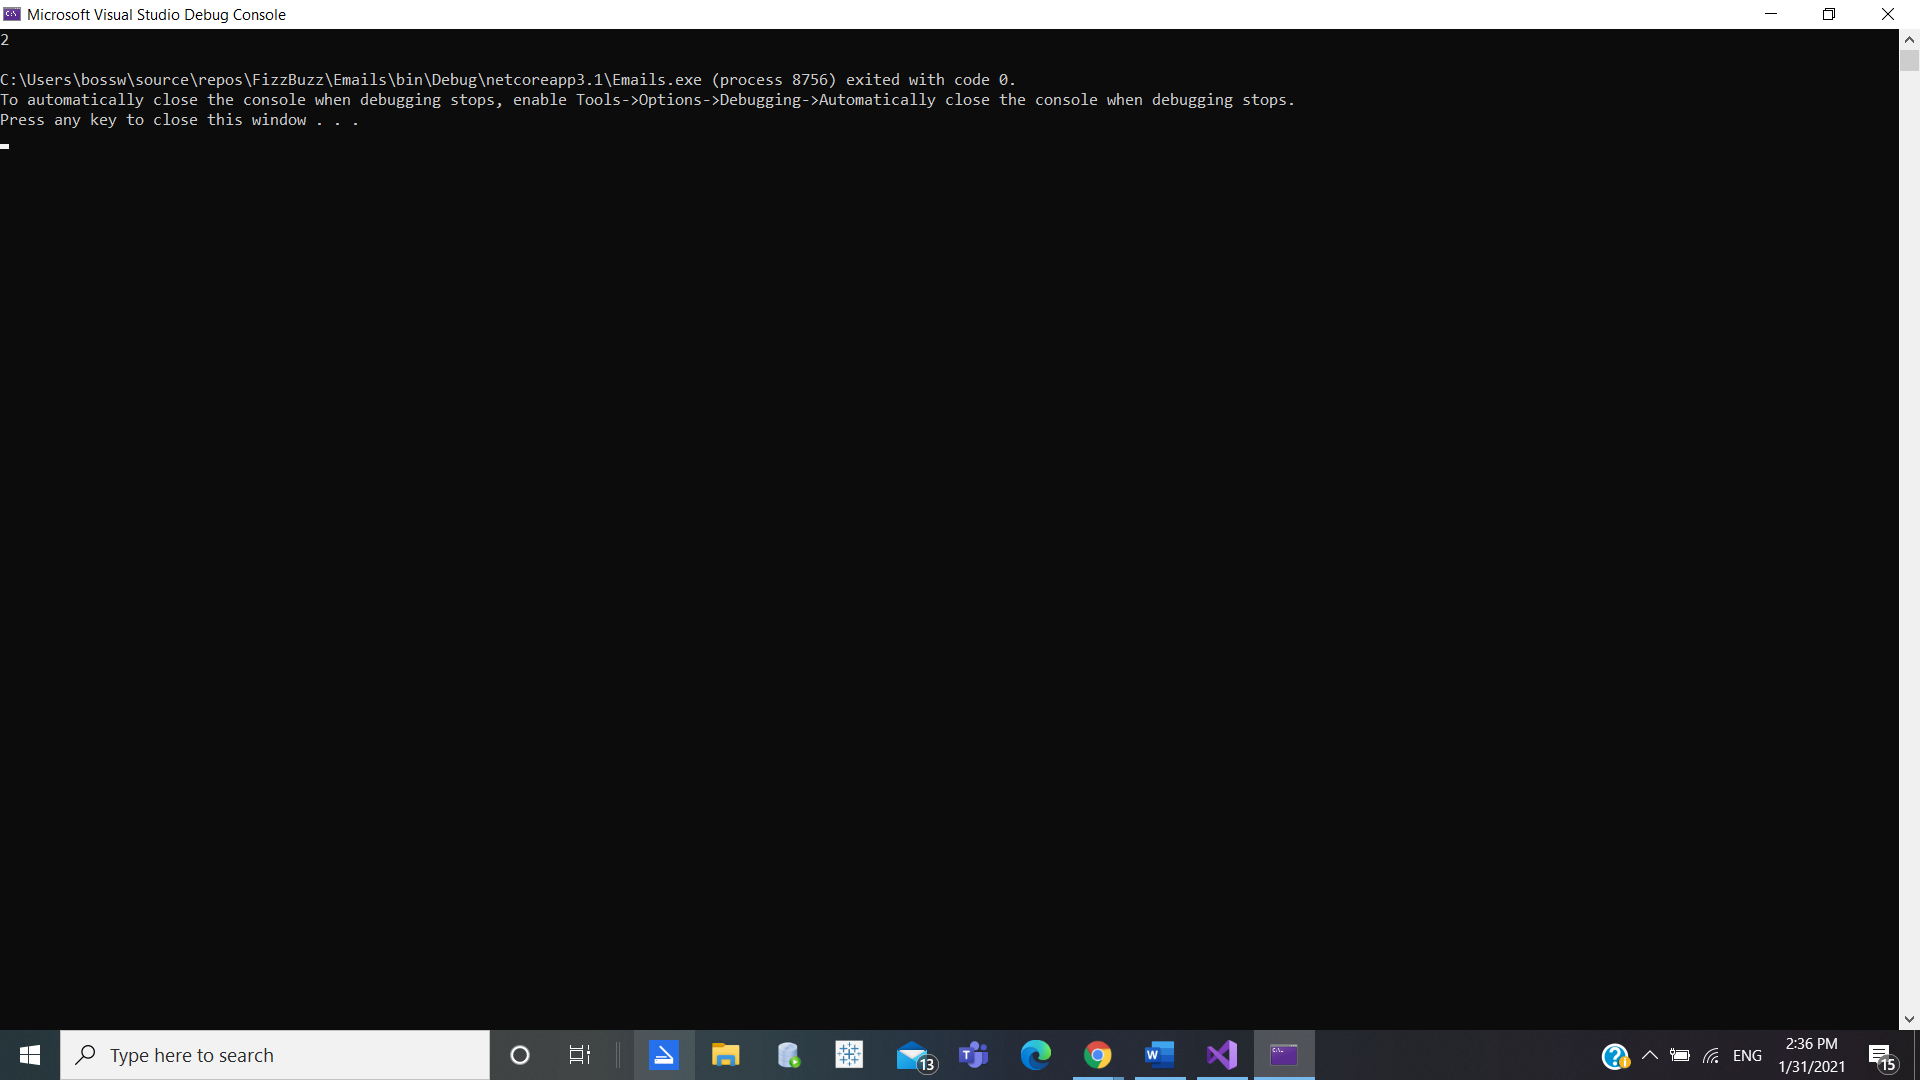 Microsoft Visual Studio Debug Console
2
C:\Users\bossw\source\repos\FizzBuzz\Emails\bin\Debug\netcoreapp3.1\Emails.exe (process 8756) exited with code 0.
To automatically close the console when debugging stops, enable Tools->Options->Debugging->Automatically close the console when debugging stops.
Press any key to close this window . . .
Type here to search
13
ENG
2:36 PM
1/31/2021
15